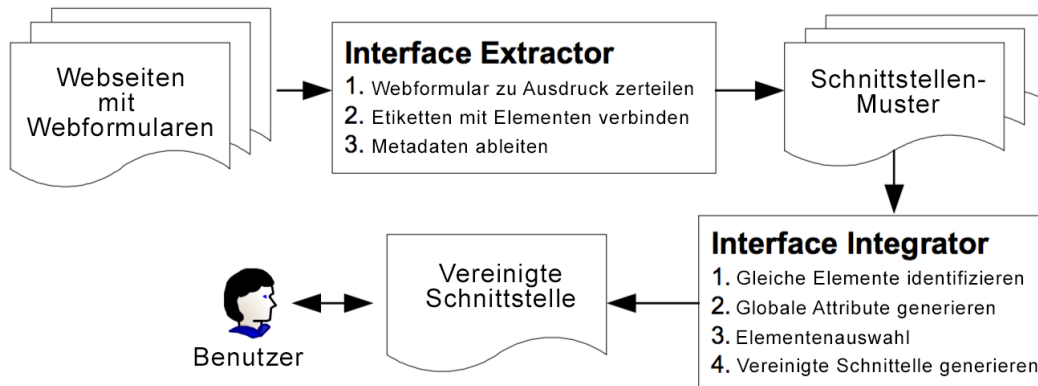 Webseiten
mit
Webformularen
Interface Extractor
1. Webformular zu Ausdruck zerteilen
2. Etiketten mit Elementen verbinden
3. Metadaten ableiten
Schnittstellen-
Muster
Interface Integrator
1. Gleiche Elemente identifizieren
2. Globale Attribute generieren
3. Elementenauswahl
4. Vereinigte Schnittelle generieren
Vereinigte
Schnittstelle
Benutzer